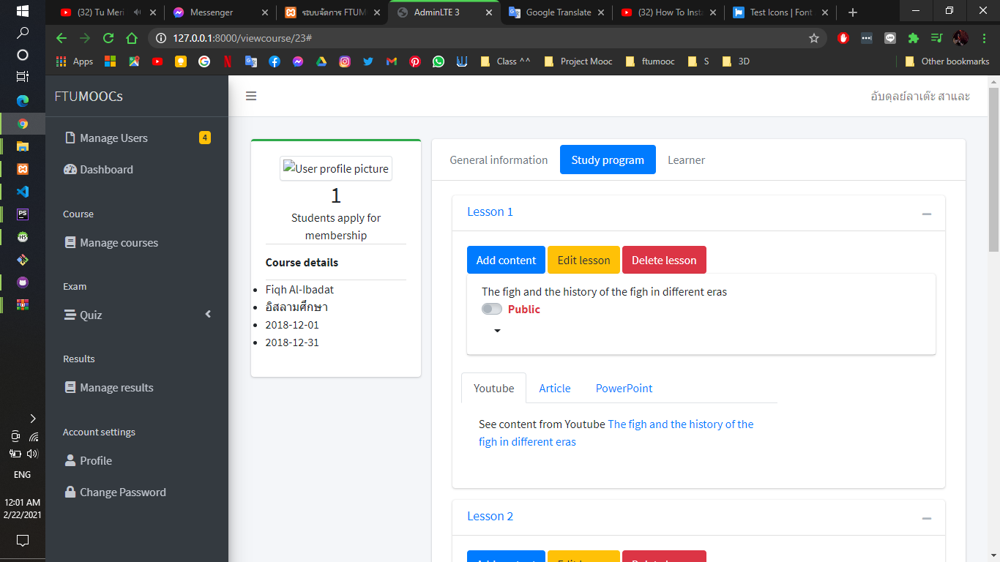 (32) Tu Meri
Messenger
ระบบจัดการ FTUM
AdminLTE 3
Google Translate
(32) How To Insta
Test Icons | Font
127.0.0.1:8000/viewcourse/23#
Apps
Class ^^
Project Mooc
ftumooc
S
3D
Other bookmarks
FTUMOOCs
อับดุลย์ลาเต๊ะ สาและ
Manage Users
4
Dashboard
Course
Manage courses
Exam
Quiz
Results
Manage results
Account settings
Profile
Change Password
User profile picture
1
Students apply for
membership
Course details
Fiqh Al-Ibadat
อิสลามศึกษา
2018-12-01
2018-12-31
General information
Study program
Learner
Lesson 1
Add content
Edit lesson
Delete lesson
The figh and the history of the figh in different eras
Public
Youtube
Article
PowerPoint
See content from Youtube The figh and the history of the
figh in different eras
Lesson 2
Add content
Edit lesson
Delete lesson
ENG
12:01 AM
2/22/2021